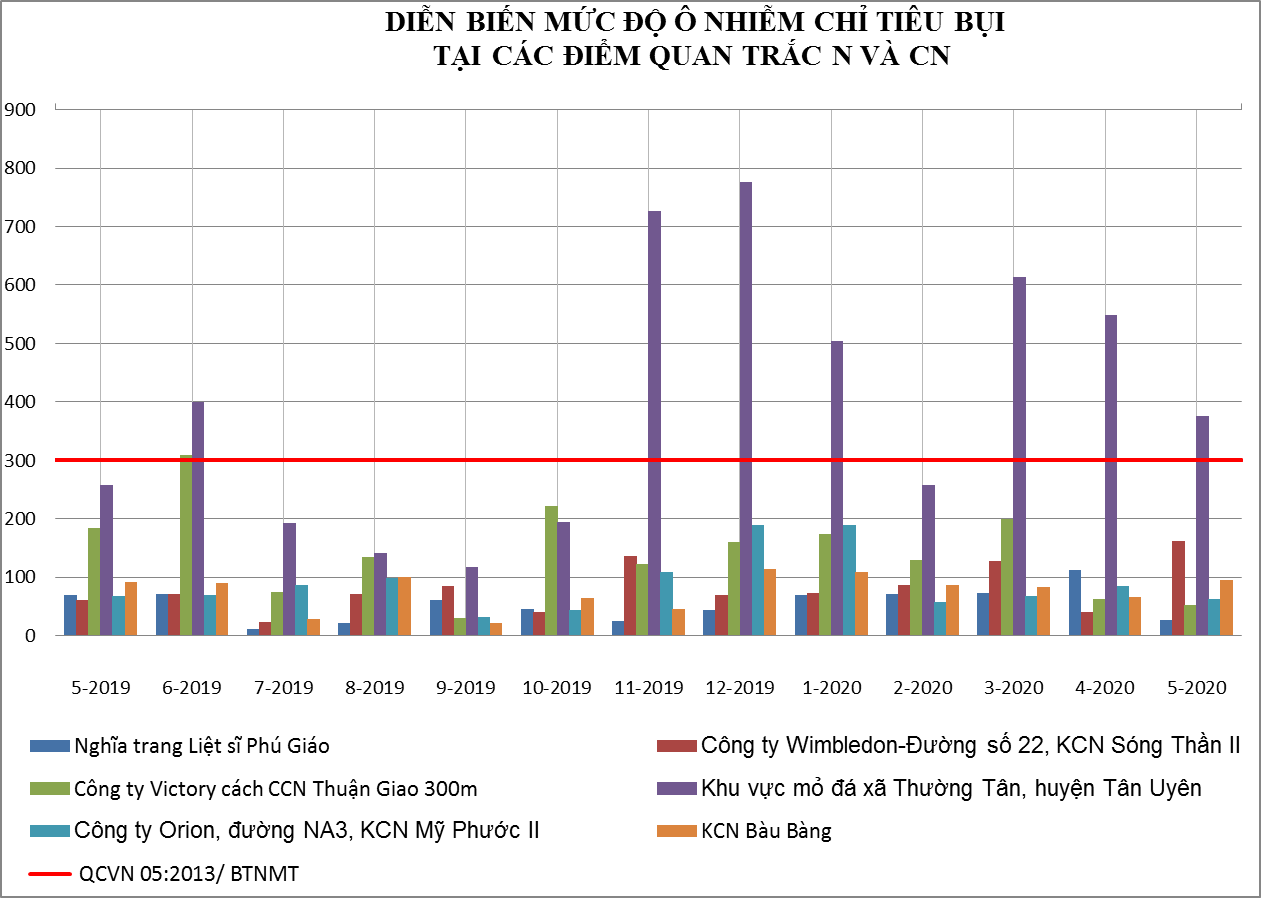 DIỄN BIẾN MỨC ĐỘ Ô NHIỄM CHỈ TIÊU BỤI
TẠI CÁC ĐIỂM QUAN TRẮC N VÀ CN
900
800
700
600
500
400
300
200
100
0
5-2019 6-2019 7-2019 8-2019 9-2019 10-2019 11-2019 12-2019 1-2020 2-2020 3-2020 4-2020 5-2020
Nghĩa trang Liệt sĩ Phú Giáo
Công ty Wimbledon-Đường số 22, KCN Sóng Thần II
Công ty Victory cách CCN Thuận Giao 300m
Khu vực mỏ đá xã Thường Tân, huyện Tân Uyên
Công ty Orion, đường NA3, KCN Mỹ Phước II
KCN Bàu Bàng
QCVN 05:2013/ BTNMT